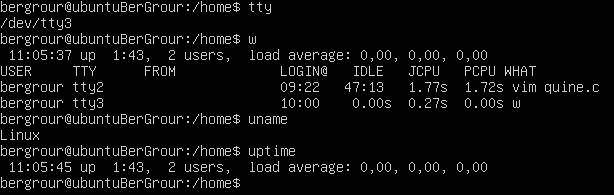 bergrour@ubuntuBerGrour:/home$ tty
/dev/tty3
bergrour@ubuntuBerGrour:/home$ w
 11:05:37 up  1:43,  2 users,  load average: 0,00, 0,00, 0,00
USER     TTY      FROM             LOGIN@   IDLE   JCPU   PCPU WHAT
bergrour tty2                      09:22   47:13   1.77s  1.72s vim quine.c
bergrour tty3                      10:00    0.00s  0.27s  0.00s w
bergrour@ubuntuBerGrour:/home$ uname
Linux
bergrour@ubuntuBerGrour:/home$ uptime
 11:05:45 up  1:43,  2 users,  load average: 0,00, 0,00, 0,00
bergrour@ubuntuBerGrour:/home$